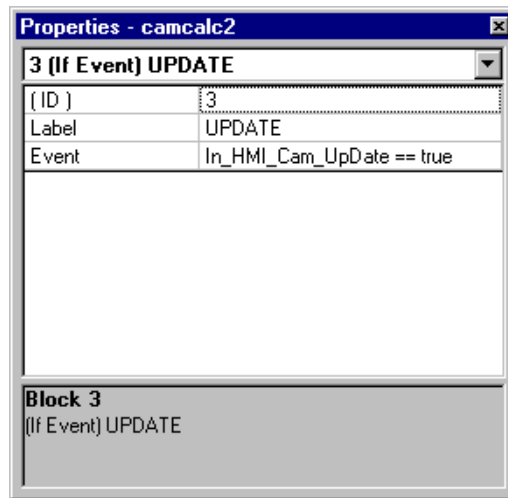 Properties - camcalc2
3 (If Event) UPDATE
( ID ) 3
Label UPDATE
Event In_HMI_Cam_UpDate == true
Block 3
(If Event) UPDATE